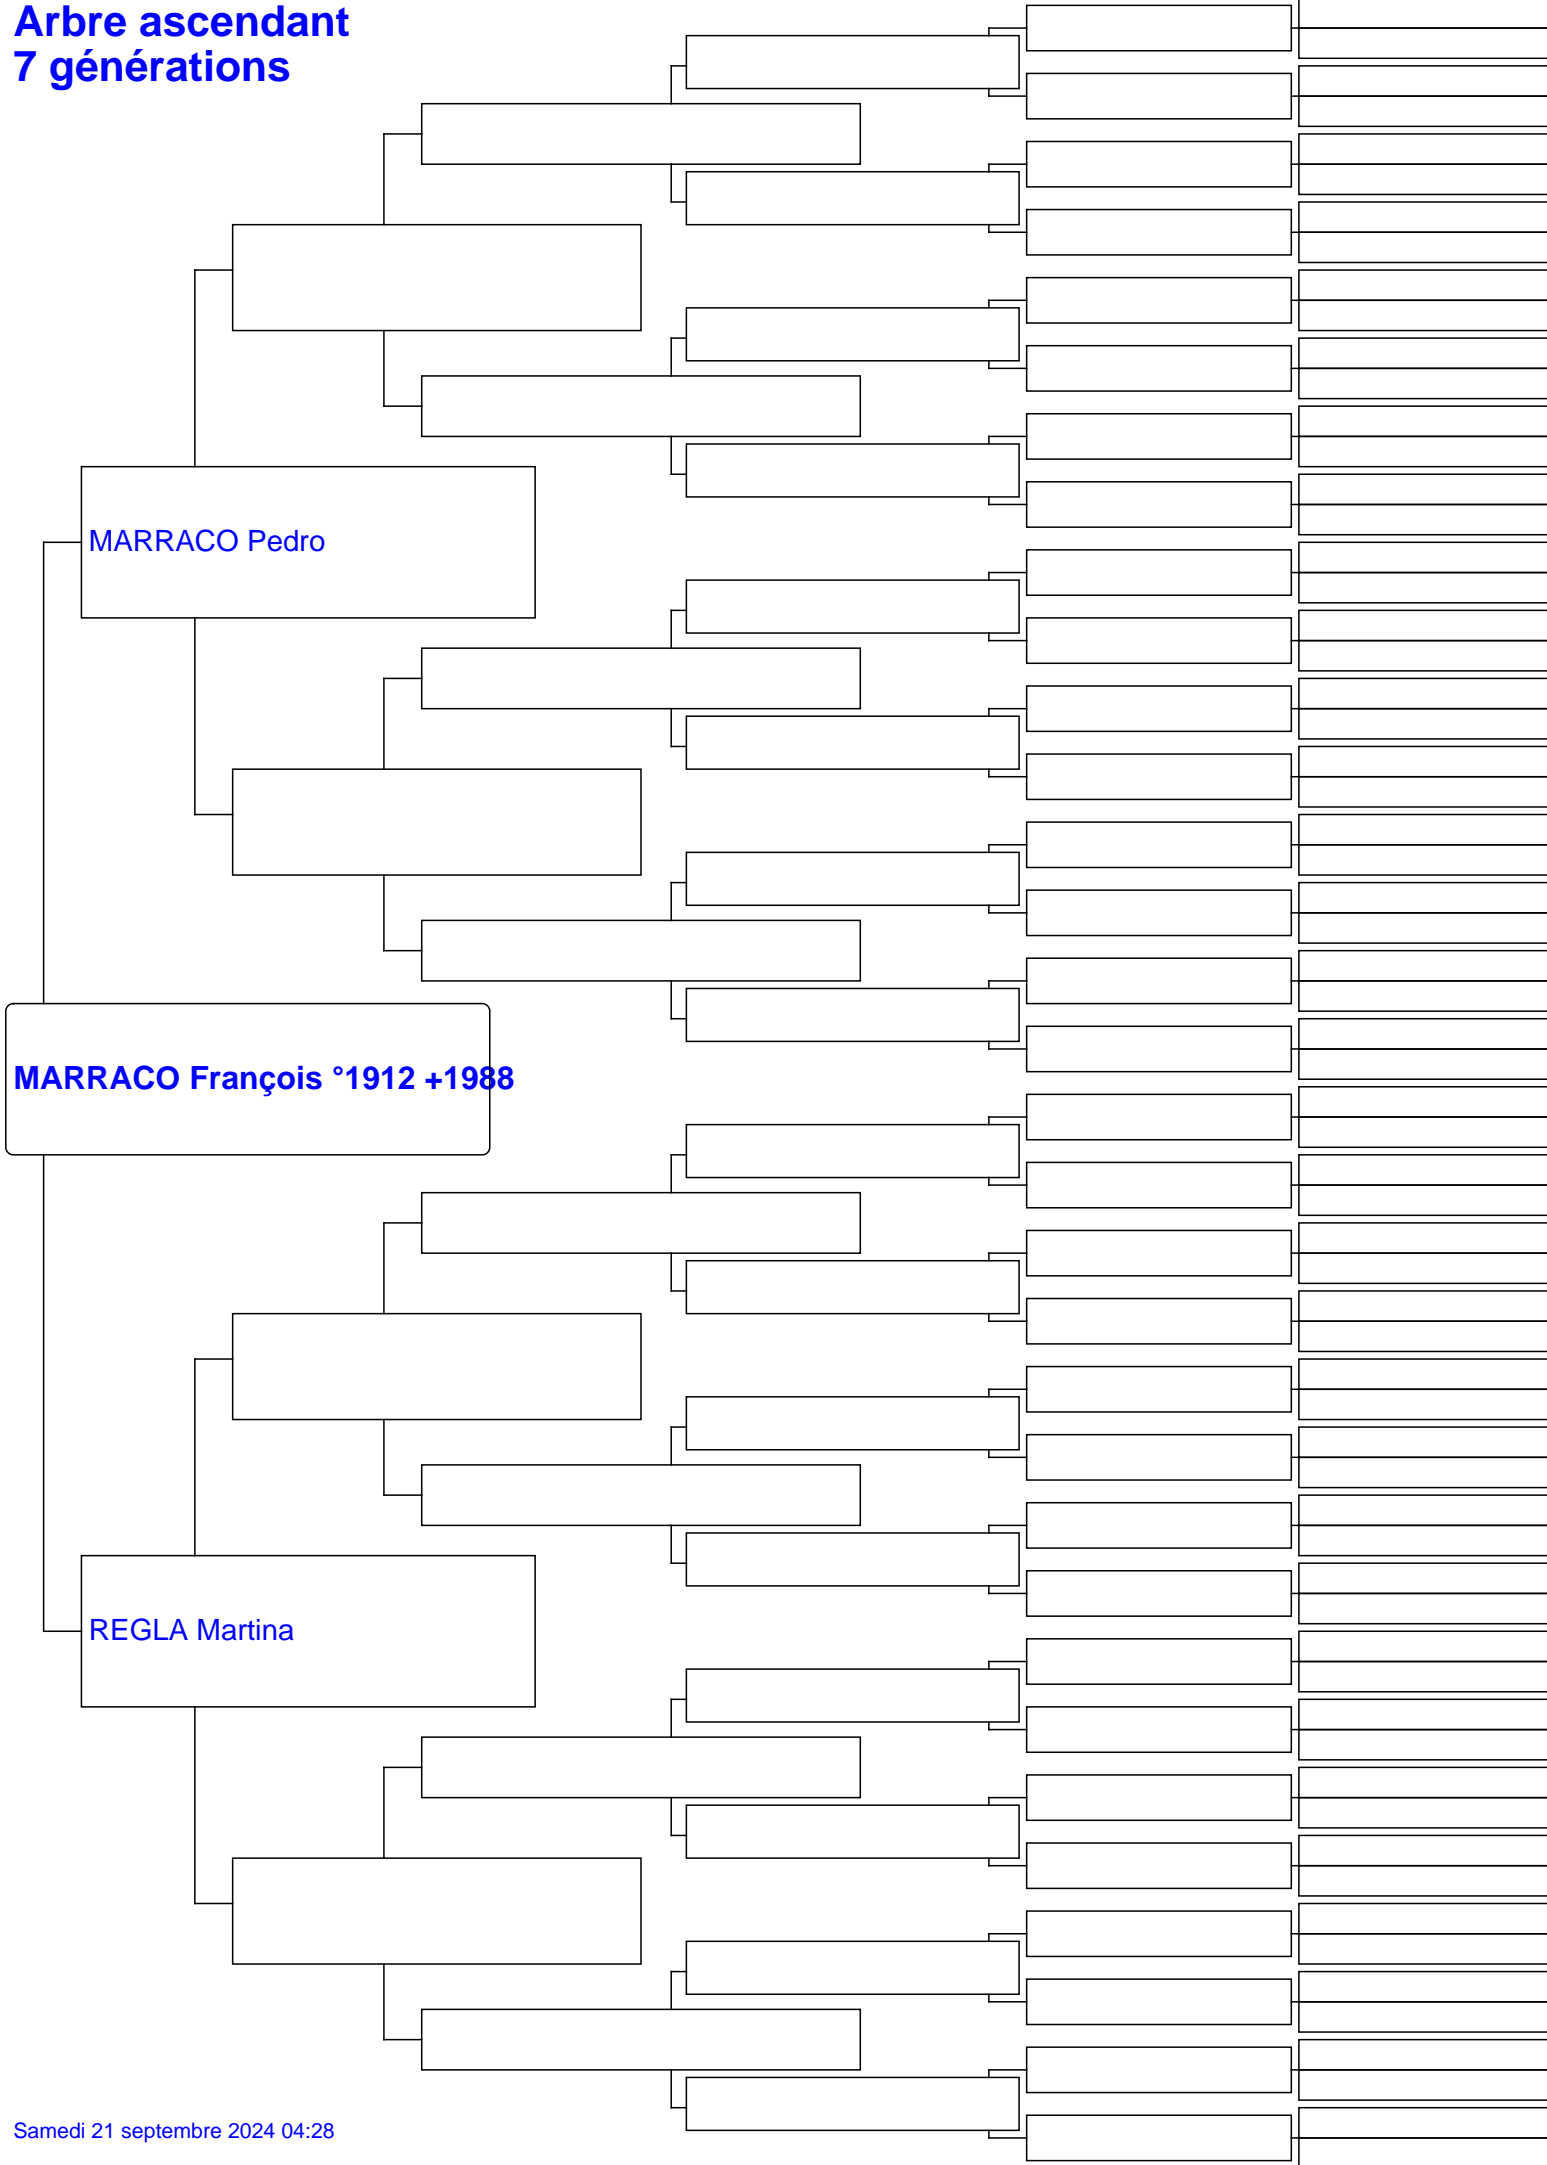 Arbre ascendant
7 générations
MARRACO Pedro
MARRACO François °1912 +1988
REGLA Martina
Samedi 21 septembre 2024 04:28